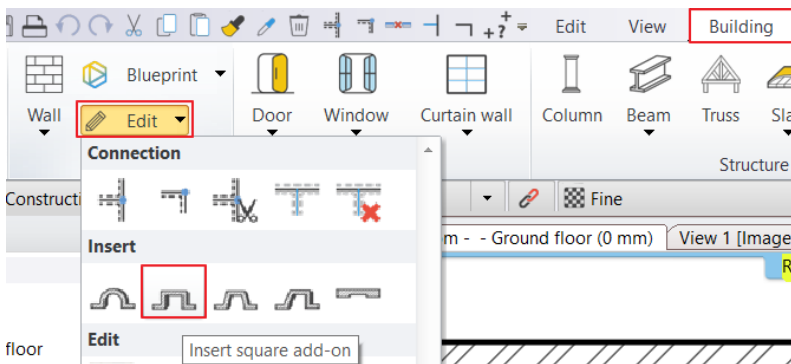 Edit View Building
Blueprint
Wall Edit Door Window Curtain wall Column Beam Truss Sla
Connection
Structure
Constructi Fine
m - - Ground floor (0 mm) View 1 [Image
Insert
R
Edit
floor Insert square add-on